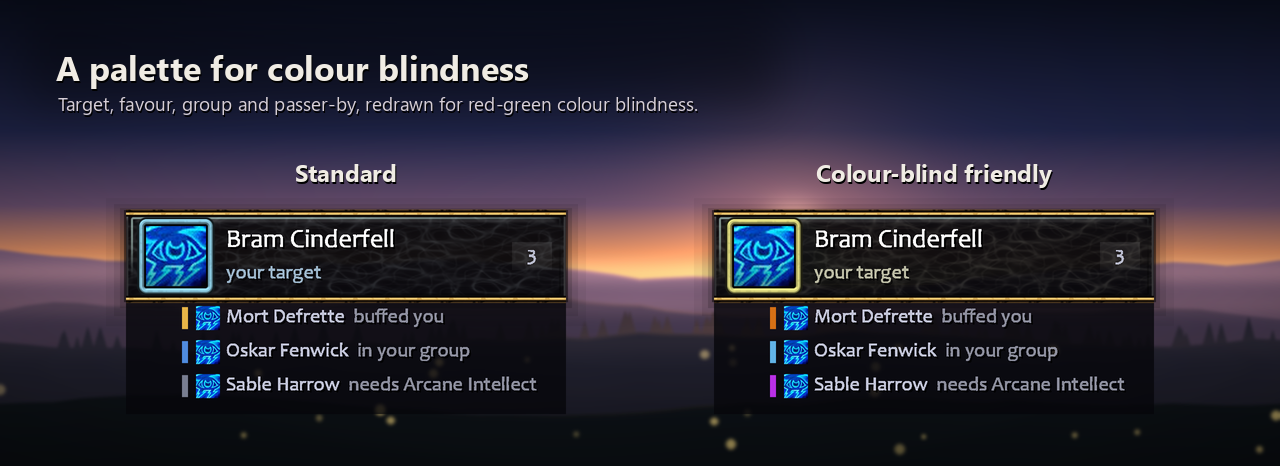 A palette for colour blindness
Target, favour, group and passer-by, redrawn for red-green colour blindness.
Standard
Bram Cinderfell
your target
3
Mort Defrette buffed you
Oskar Fenwick in your group
Sable Harrow needs Arcane Intellect
Colour-blind friendly
Bram Cinderfell
your target
3
Mort Defrette buffed you
Oskar Fenwick in your group
Sable Harrow needs Arcane Intellect